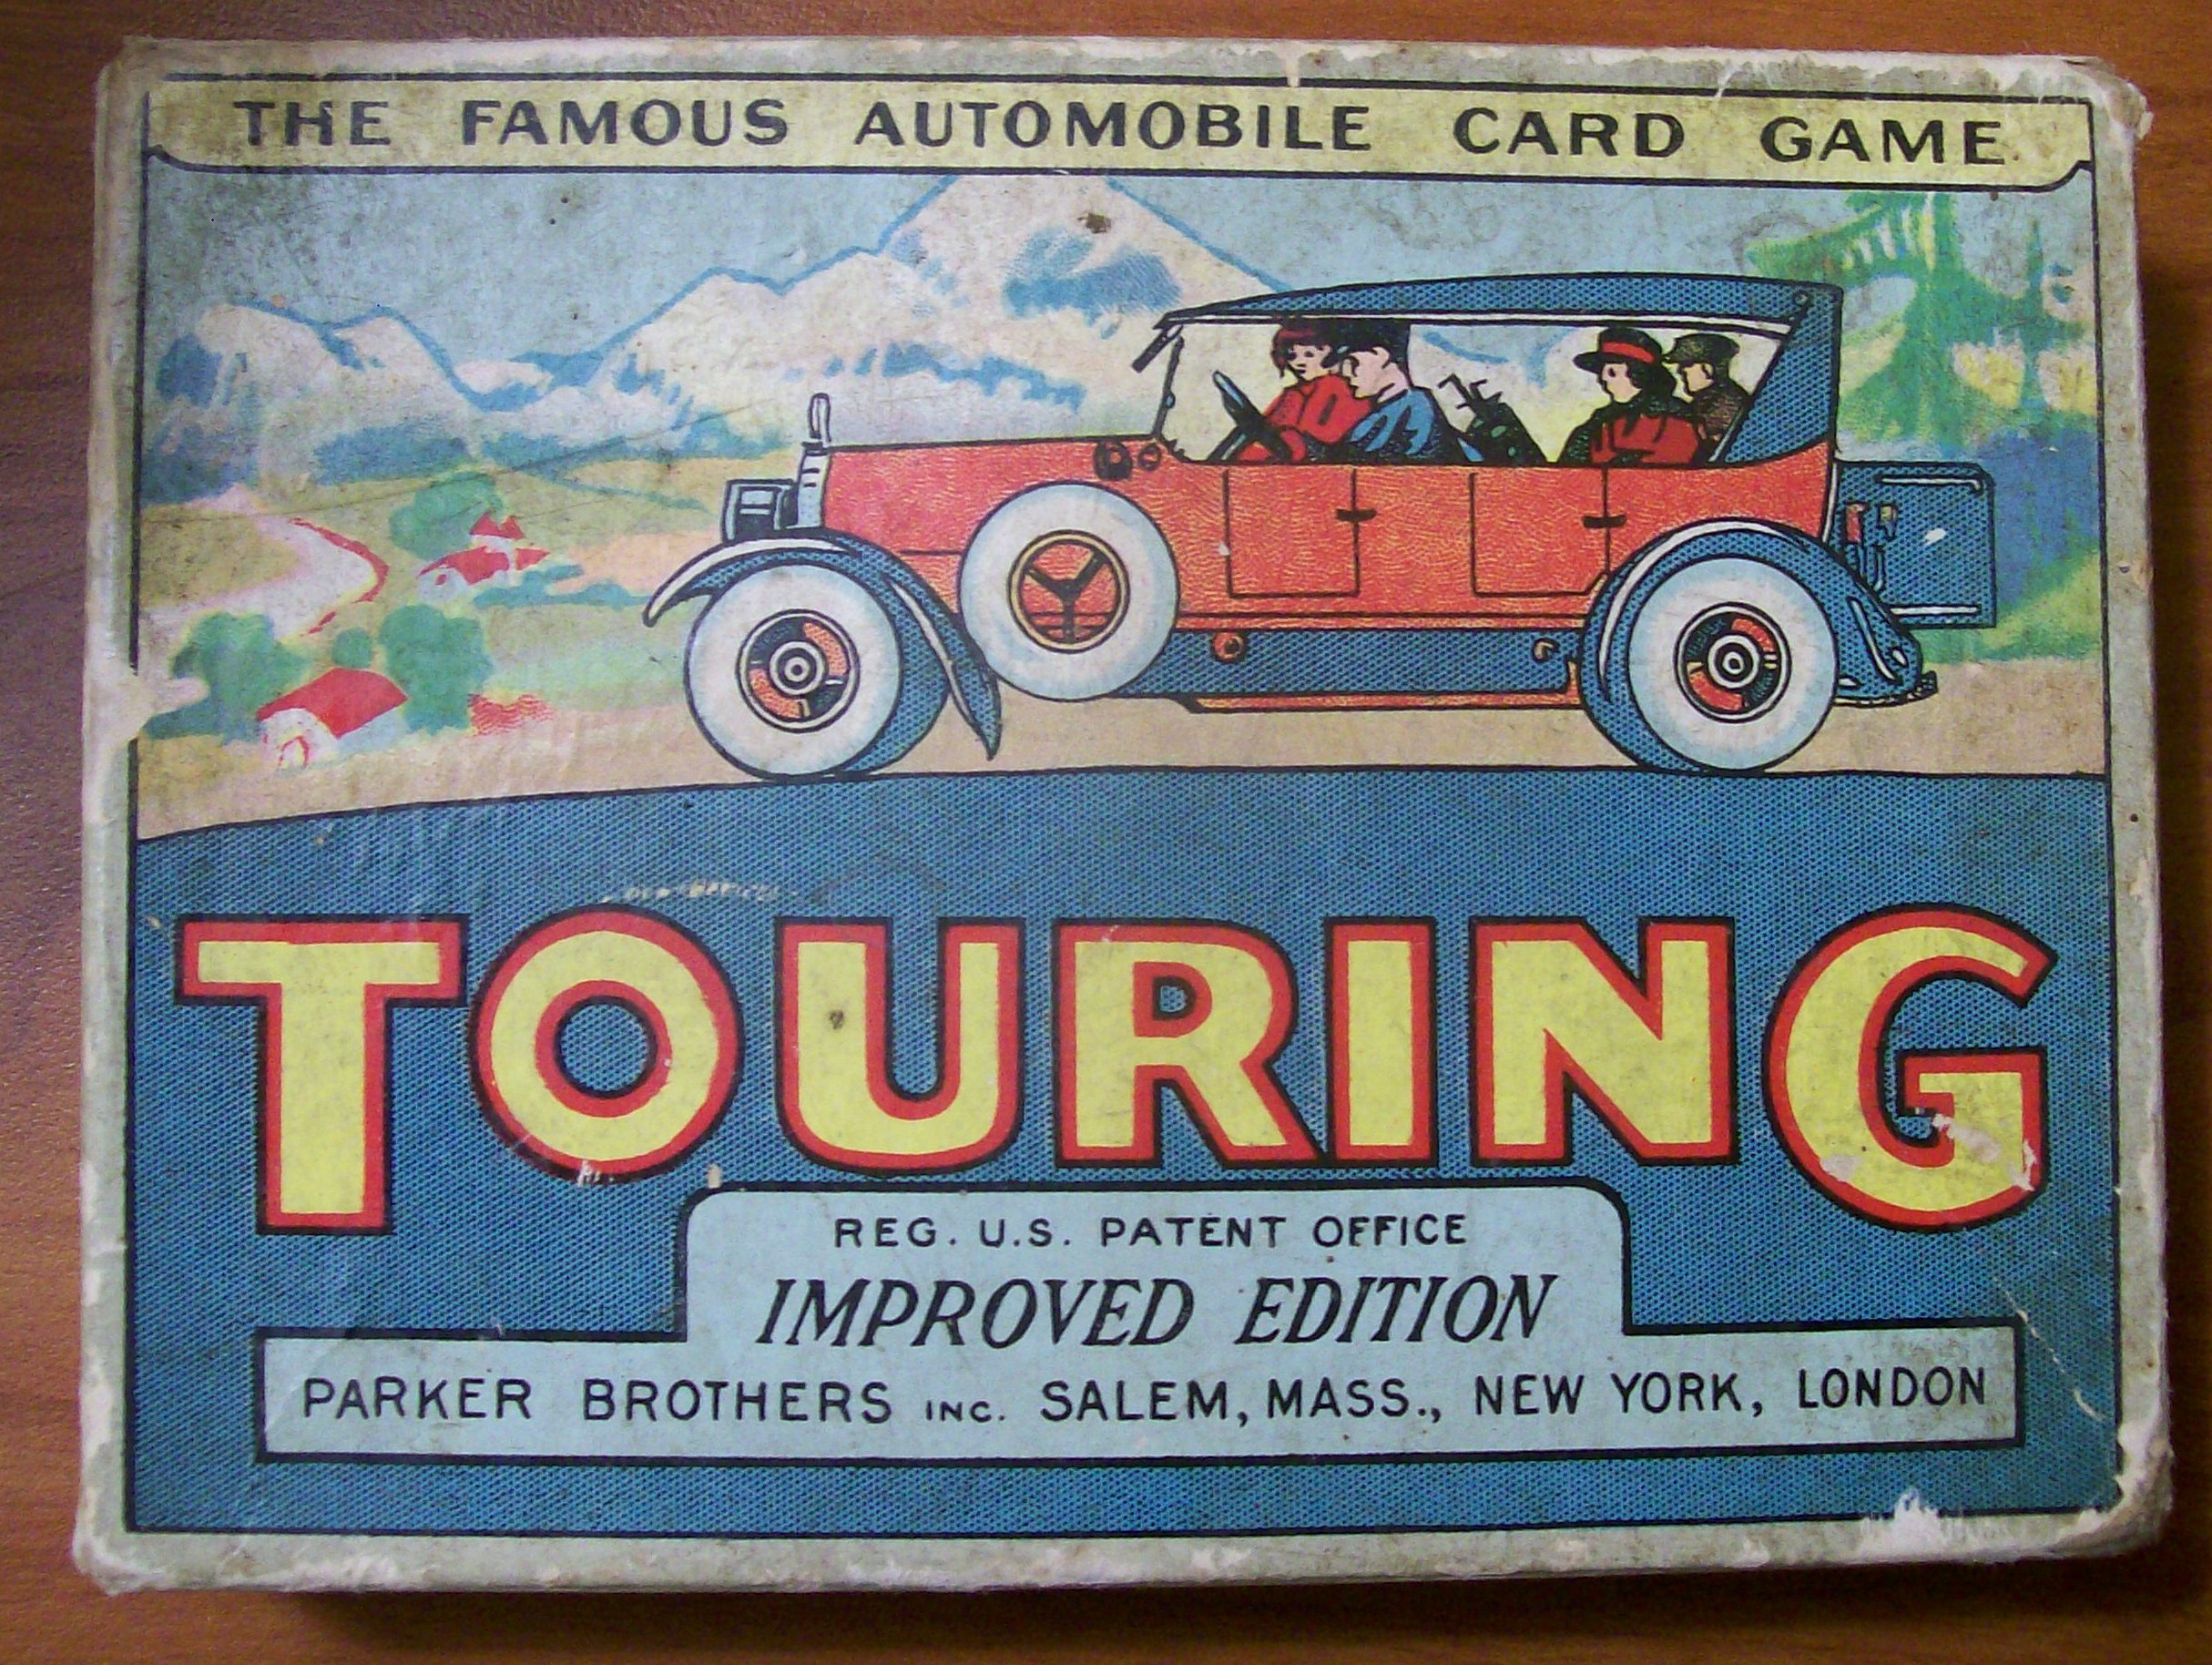 THE FAMOUS AUTOMOBILE CARD GAME
TOURING
REG. U.S. PATENT OFFICE
IMPROVED EDITION
PARKER BROTHERS INC. SALEM, MASS., NEW YORK, LONDON